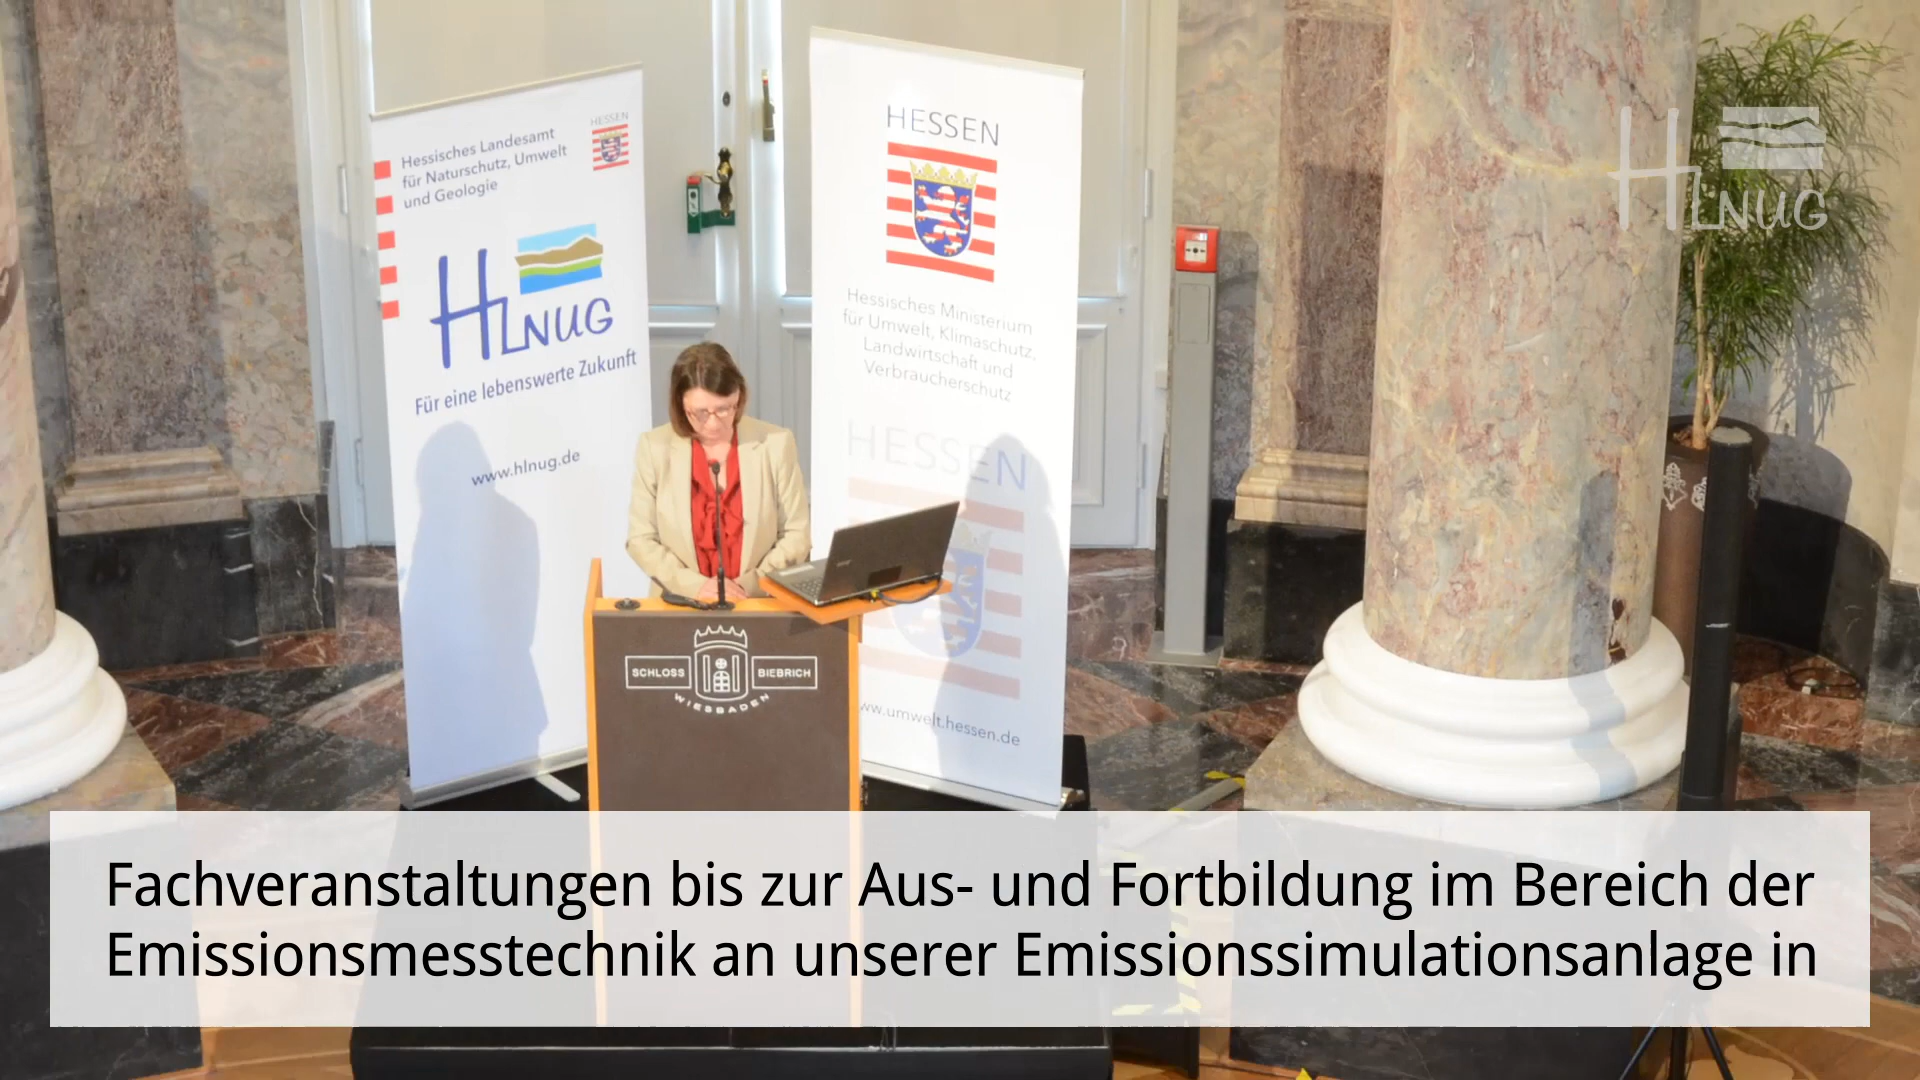 Hessisches Landesamt
für Naturschutz, Umwelt
und Geologie
HESSEN
HLNUG
Für eine lebenswerte Zukunft
www.hlnug.de
HESSEN
Hessisches Ministerium
für Umwelt, Klimaschutz,
Landwirtschaft und
Verbraucherschutz
HESSEN
ww.umwelt.hessen.de
HLNUG
SCHLOSS BIEBRICH
WIESBADEN
Fachveranstaltungen bis zur Aus- und Fortbildung im Bereich der
Emissionsmesstechnik an unserer Emissionssimulationsanlage in